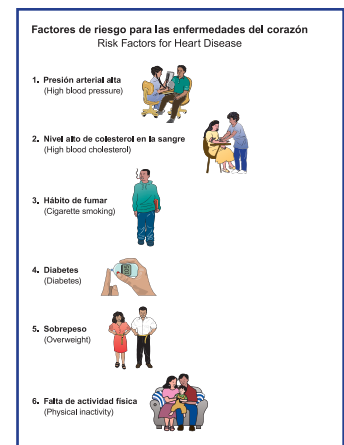 Factores de riesgo para las enfermedades del corazón
Risk Factors for Heart Disease
1. Presión arterial alta
(High blood pressure)
2. Nivel alto de colesterol en la sangre
(High blood cholesterol)
3. Hábito de fumar
(Cigarette smoking)
4. Diabetes
(Diabetes)
5. Sobrepeso
(Overweight)
6. Falta de actividad física
(Physical inactivity)